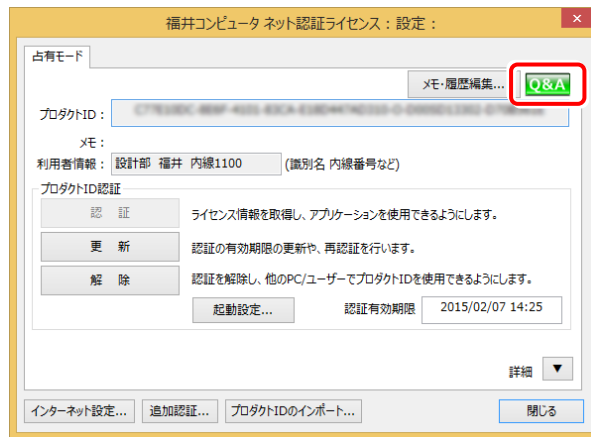 福井コンピュータ ネット認証ライセンス：設定：
×
占有モード
メモ・履歴編集... Q&A
プロダクトID：
メモ：
利用者情報： 設計部 福井 内線1100 (識別名 内線番号など)
プロダクトID認証
認 証 ライセンス情報を取得し、アプリケーションを使用できるようにします。
更 新 認証の有効期限の更新や、再認証を行います。
解 除 認証を解除し、他のPC/ユーザーでプロダクトIDを使用できるようにします。
起動設定... 認証有効期限 2015/02/07 14:25
詳細 ▼
インターネット設定... 追加認証... プロダクトIDのインポート... 閉じる